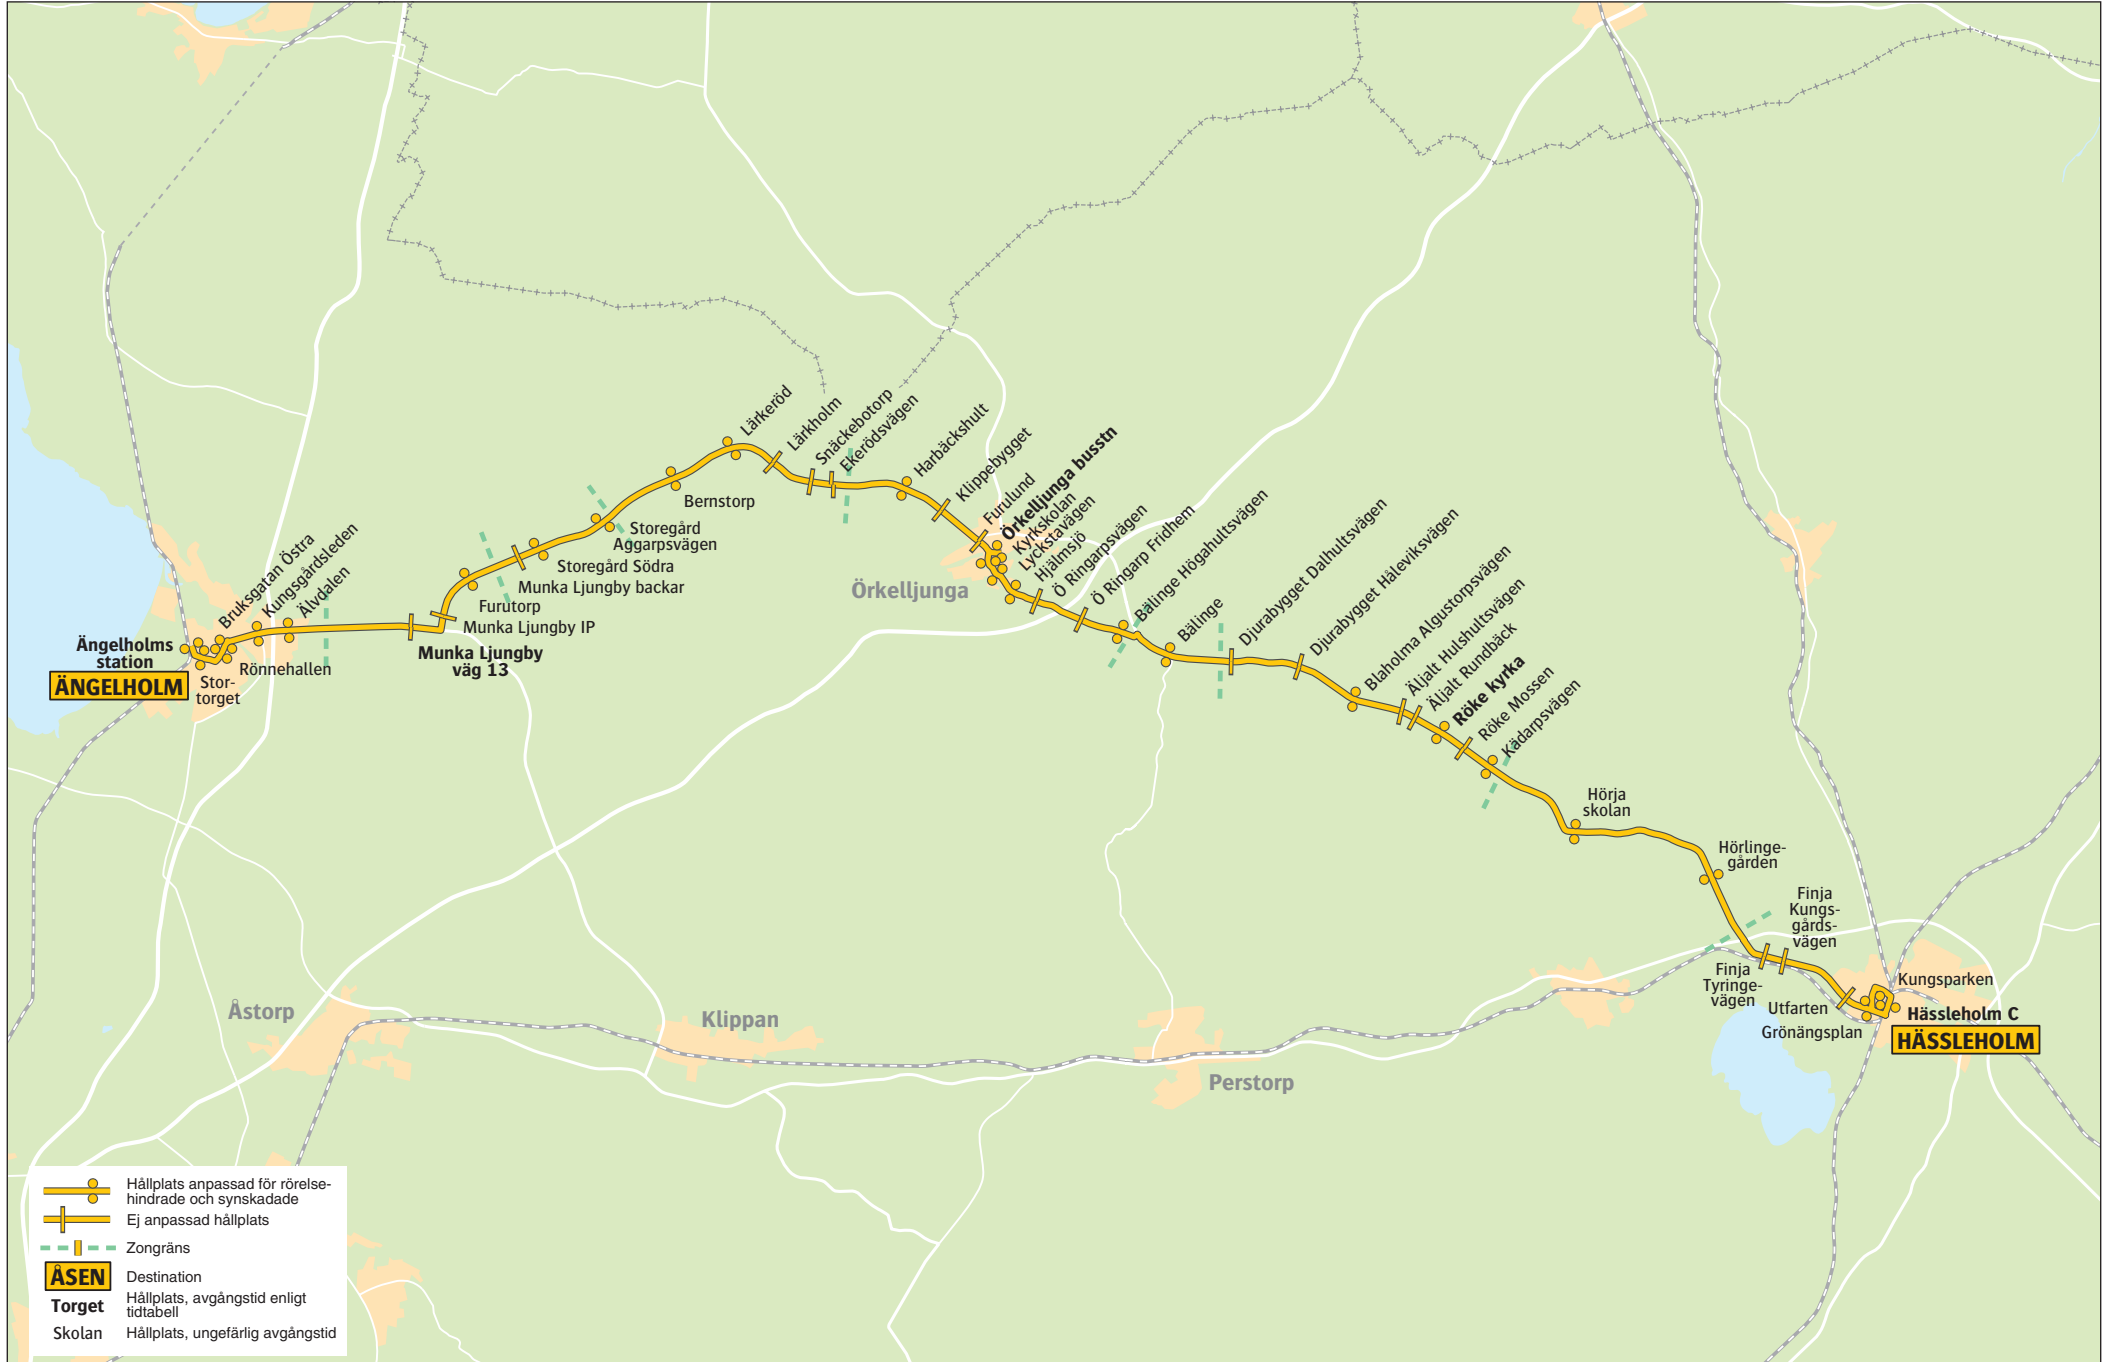 Ängelholms
station
ÄNGELHOLM
Stor-
torget
Bruksgatan Östra
Rönnehallen
Kungsgårdsleden
Älvdalen
Munka Ljungby
väg 13
Munka Ljungby IP
Furutorp
Munka Ljungby backar
Storegård Södra
Storegård
Aggarpsvägen
Bernstorp
Lärkeröd
Lärkholm
Snäckebotorp
Ekerödsvägen
Harbäckshult
Klippebygget
Furulund
Örkelljunga busstn
Kyrkskolan
Lyckstavägen
Hjälmsjö
Ö Ringarpsvägen
Ö Ringarp Fridhem
Bälinge Högahultsvägen
Bälinge
Djurabygget Dalhultsvägen
Djurabygget Håleviksvägen
Blaholma Algustorpsvägen
Äljalt Hulshultsvägen
Äljalt Rundbäck
Röke kyrka
Röke Mossen
Kädarpsvägen
Hörja
skolan
Hörlinge-
gården
Finja
Tyringe-
vägen
Finja
Kungs-
gårds-
vägen
Utfarten
Grönängsplan
Kungsparken
Hässleholm C
HÄSSLEHOLM
Örkelljunga
Åstorp
Klippan
Perstorp
Hållplats anpassad för rörelse-
hindrade och synskadade
Ej anpassad hållplats
Zongräns
ÅSEN Destination
Torget Hållplats, avgångstid enligt
tidtabell
Skolan Hållplats, ungefärlig avgångstid